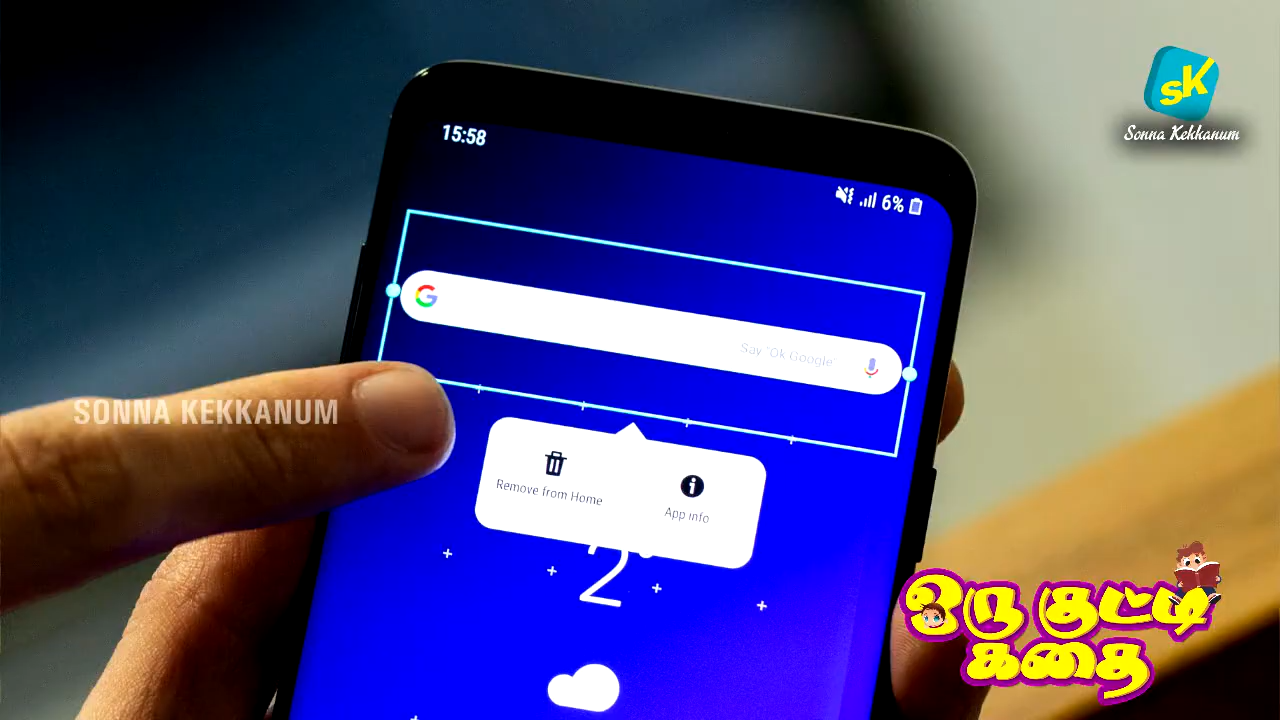 sK
Sonna Kekkanum
15:58
6%
G
Say "Ok Google"
SONNA KEKKANUM
Remove from Home
App info
2°
ஒரு குட்டி
கதை